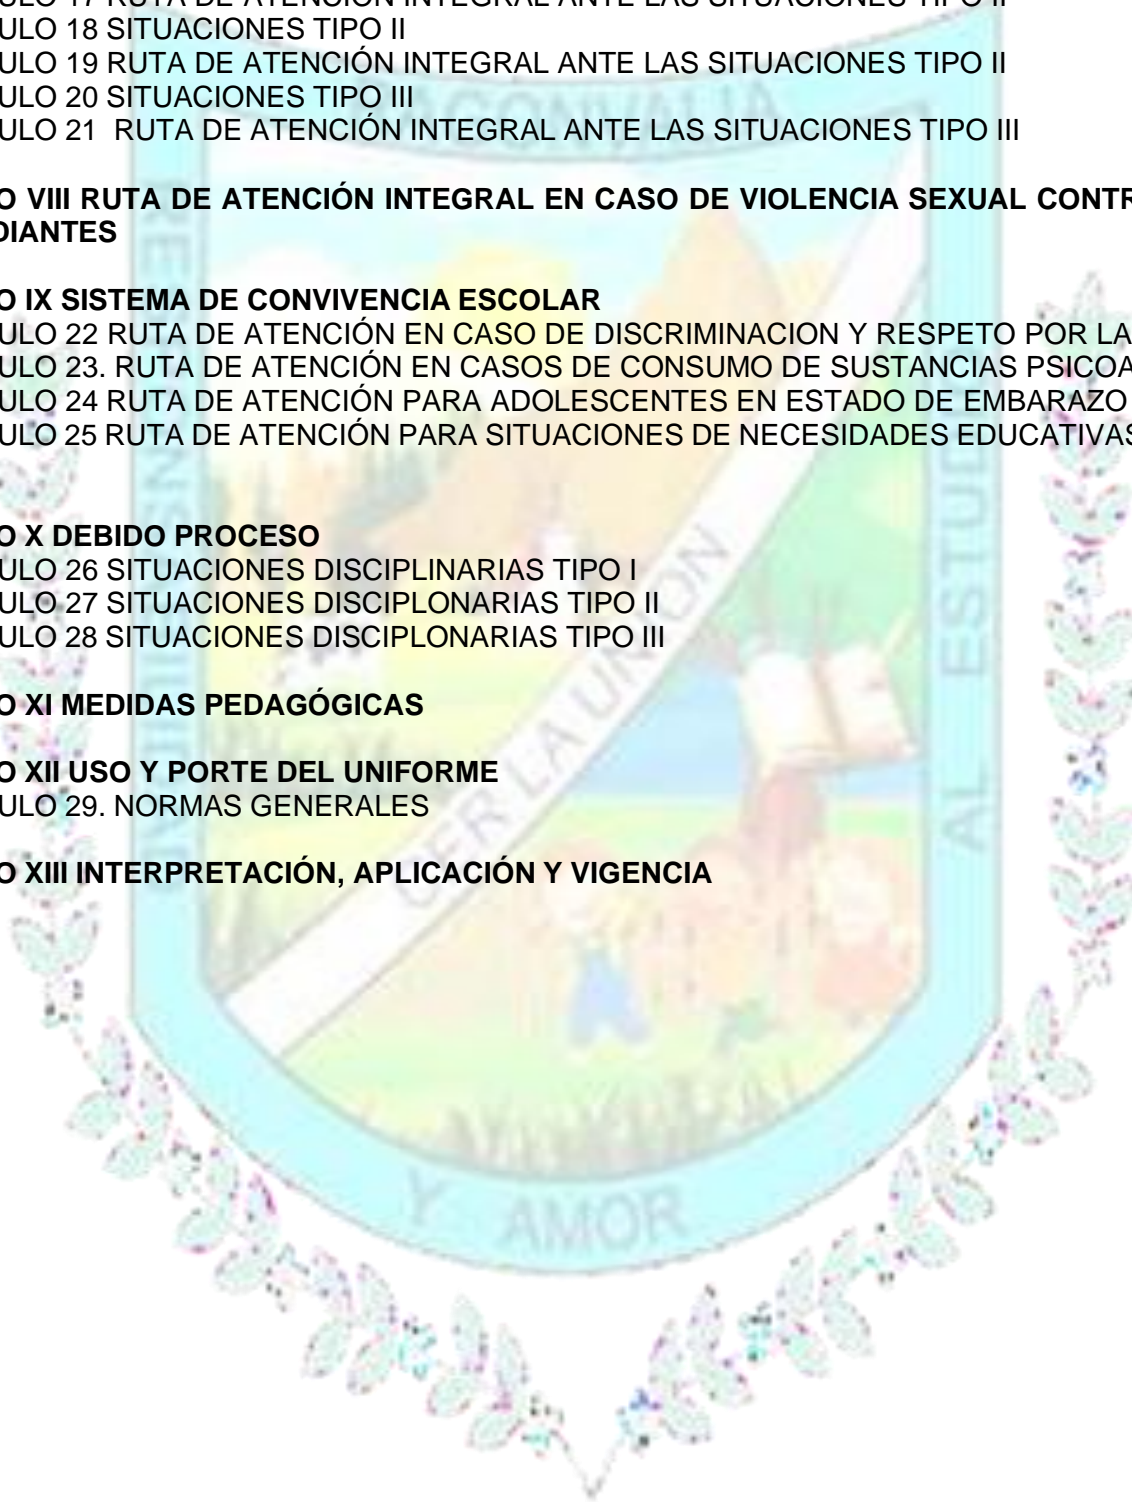 ULO 17 RUTA DE ATENCIÓN INTEGRAL ANTE LAS SITUACIONES TIPO II
ULO 18 SITUACIONES TIPO II
ULO 19 RUTA DE ATENCIÓN INTEGRAL ANTE LAS SITUACIONES TIPO II
ULO 20 SITUACIONES TIPO III
ULO 21 RUTA DE ATENCIÓN INTEGRAL ANTE LAS SITUACIONES TIPO III
O VIII RUTA DE ATENCIÓN INTEGRAL EN CASO DE VIOLENCIA SEXUAL CONTR
DIANTES
O IX SISTEMA DE CONVIVENCIA ESCOLAR
ULO 22 RUTA DE ATENCIÓN EN CASO DE DISCRIMINACION Y RESPETO POR LA
ULO 23. RUTA DE ATENCIÓN EN CASOS DE CONSUMO DE SUSTANCIAS PSICOA
ULO 24 RUTA DE ATENCIÓN PARA ADOLESCENTES EN ESTADO DE EMBARAZO
ULO 25 RUTA DE ATENCIÓN PARA SITUACIONES DE NECESIDADES EDUCATIVAS
O X DEBIDO PROCESO
ULO 26 SITUACIONES DISCIPLINARIAS TIPO I
ULO 27 SITUACIONES DISCIPLONARIAS TIPO II
ULO 28 SITUACIONES DISCIPLONARIAS TIPO III
O XI MEDIDAS PEDAGÓGICAS
O XII USO Y PORTE DEL UNIFORME
ULO 29. NORMAS GENERALES
O XIII INTERPRETACIÓN, APLICACIÓN Y VIGENCIA
RAGONVALIA
CER LA UNION
AL ESTUDIO
Y AMOR